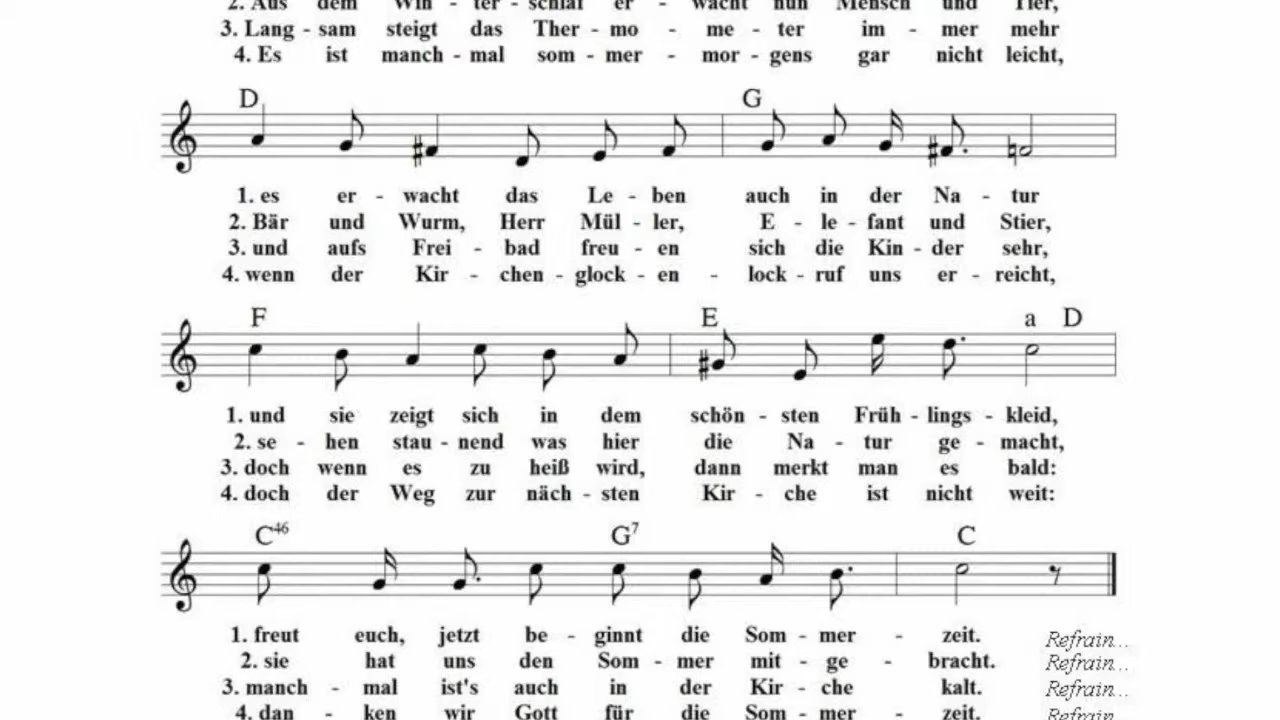 2. Aus dem Win - ter - schlaf er - wacht nun Mensch und Tier,
3. Lang - sam steigt das Ther - mo - me - ter im - mer mehr
4. Es ist manch - mal som - mer - mor - gens gar nicht leicht,
D G
1. es er - wacht das Le - ben auch in der Na - tur
2. Bär und Wurm, Herr Mül - ler, E - le - fant und Stier,
3. und aufs Frei - bad freu - en sich die Kin - der sehr,
4. wenn der Kir - chen - glock - en - lock - ruf uns er - reicht,
F E a D
1. und sie zeigt sich in dem schön - sten Früh - lings - kleid,
2. se - hen stau - nend was hier die Na - tur ge - macht,
3. doch wenn es zu heiß wird, dann merkt man es bald:
4. doch der Weg zur näch - sten Kir - che ist nicht weit:
C46 G7 C
1. freut euch, jetzt be - ginnt die Som - mer - zeit. Refrain...
2. sie hat uns den Som - mer mit - ge - bracht. Refrain...
3. manch - mal ist's auch in der Kir - che kalt. Refrain...
4. dan - ken wir Gott für die Som - mer - zeit. Refrain...